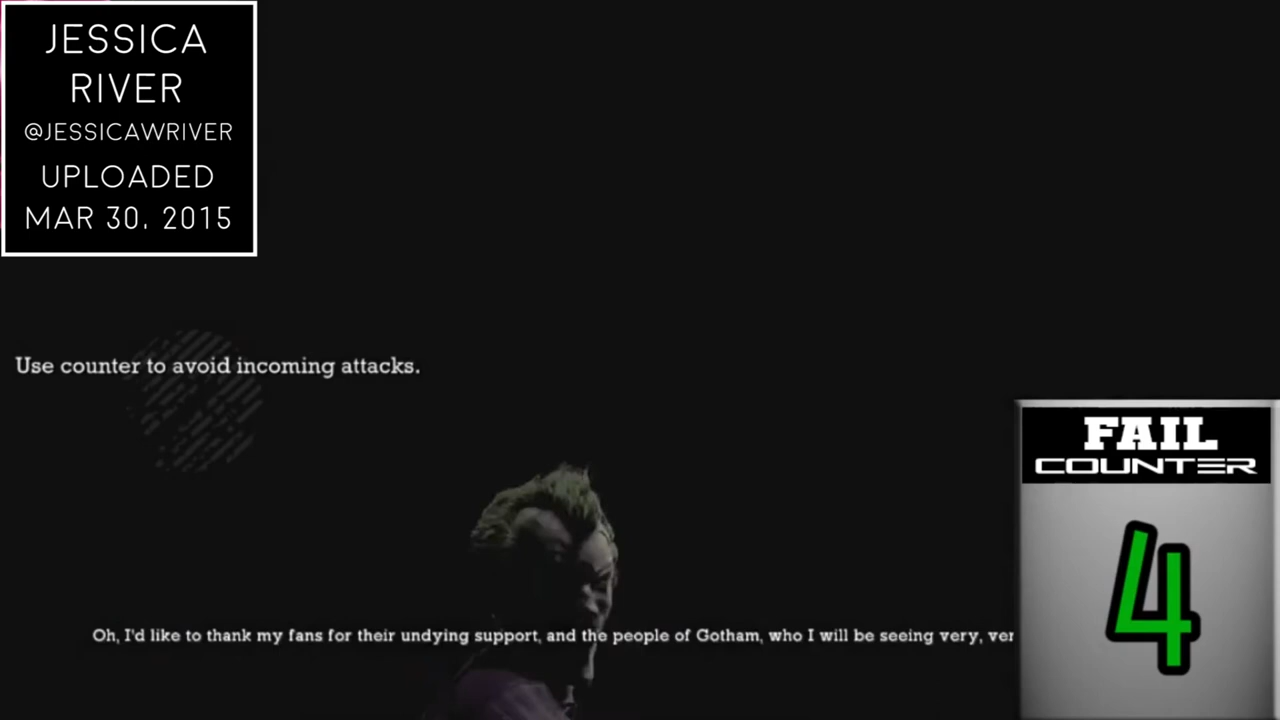 JESSICA
RIVER
@JESSICAWRIVER
UPLOADED
MAR 30. 2015
Use counter to avoid incoming attacks.
FAIL
COUNTER
4
Oh, I'd like to thank my fans for their undying support, and the people of Gotham, who I will be seeing very,